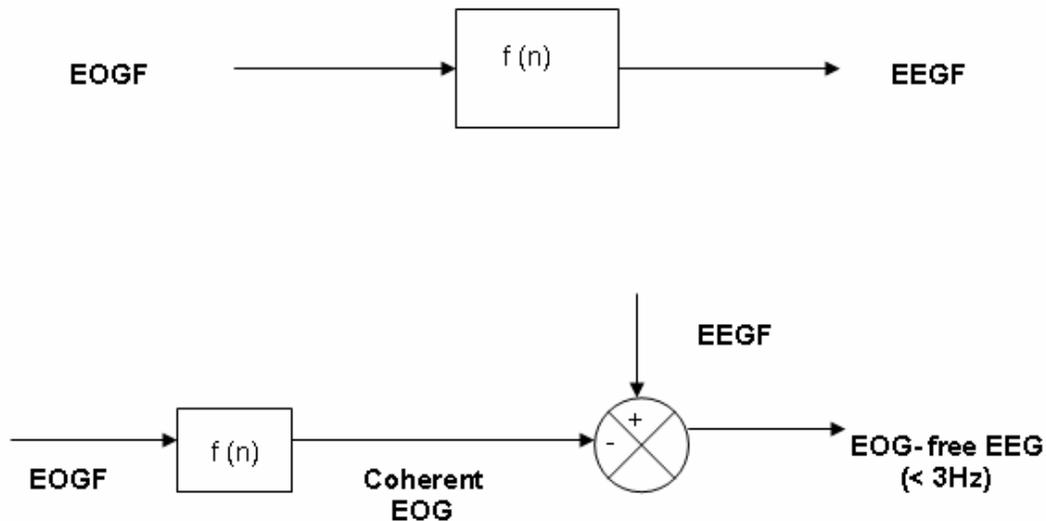 f (n)
EOGF
EEGF
EEGF
+
-
f (n)
EOGF
Coherent
EOG
EOG-free EEG
(< 3Hz)